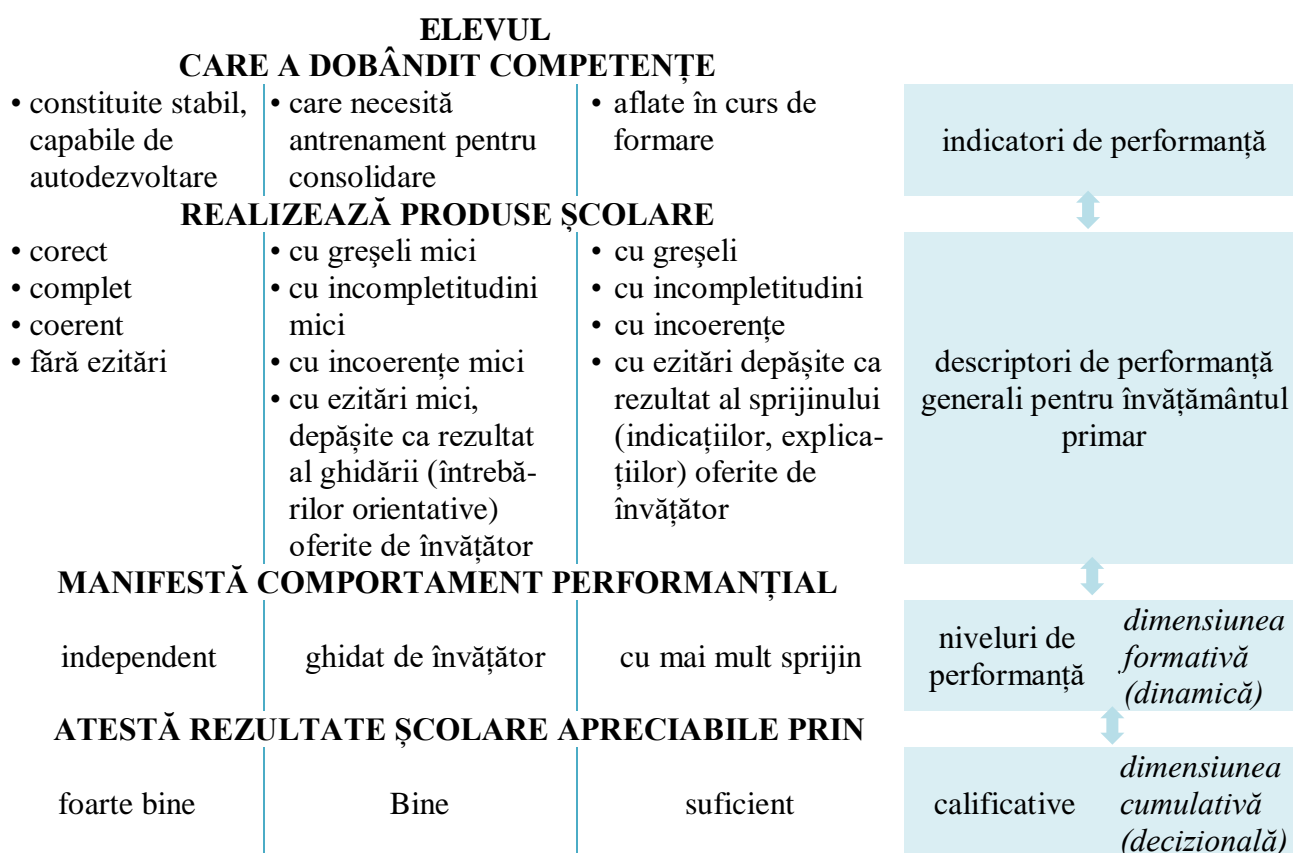 ELEVUL
CARE A DOBÂNDIT COMPETENȚE
• constituite stabil,
capabile de
autodezvoltare
• care necesită
antrenament pentru
consolidare
• aflate în curs de
formare
indicatori de performanță
REALIZEAZĂ PRODUSE ȘCOLARE
• corect
• complet
• coerent
• fără ezitări
• cu greşeli mici
• cu incompletitudini
mici
• cu incoerențe mici
• cu ezitări mici,
depășite ca rezultat
al ghidării (întrebă-
rilor orientative)
oferite de învățător
• cu greşeli
• cu incompletitudini
• cu incoerențe
• cu ezitări depășite ca
rezultat al sprijinului
(indicațiilor, explica-
țiilor) oferite de
învățător
descriptori de performanță
generali pentru învățământul
primar
MANIFESTĂ COMPORTAMENT PERFORMANȚIAL
independent
ghidat de învățător
cu mai mult sprijin
niveluri de
performanță
dimensiunea
formativă
(dinamică)
ATESTĂ REZULTATE ȘCOLARE APRECIABILE PRIN
foarte bine
Bine
suficient
calificative
dimensiunea
cumulativă
(decizională)